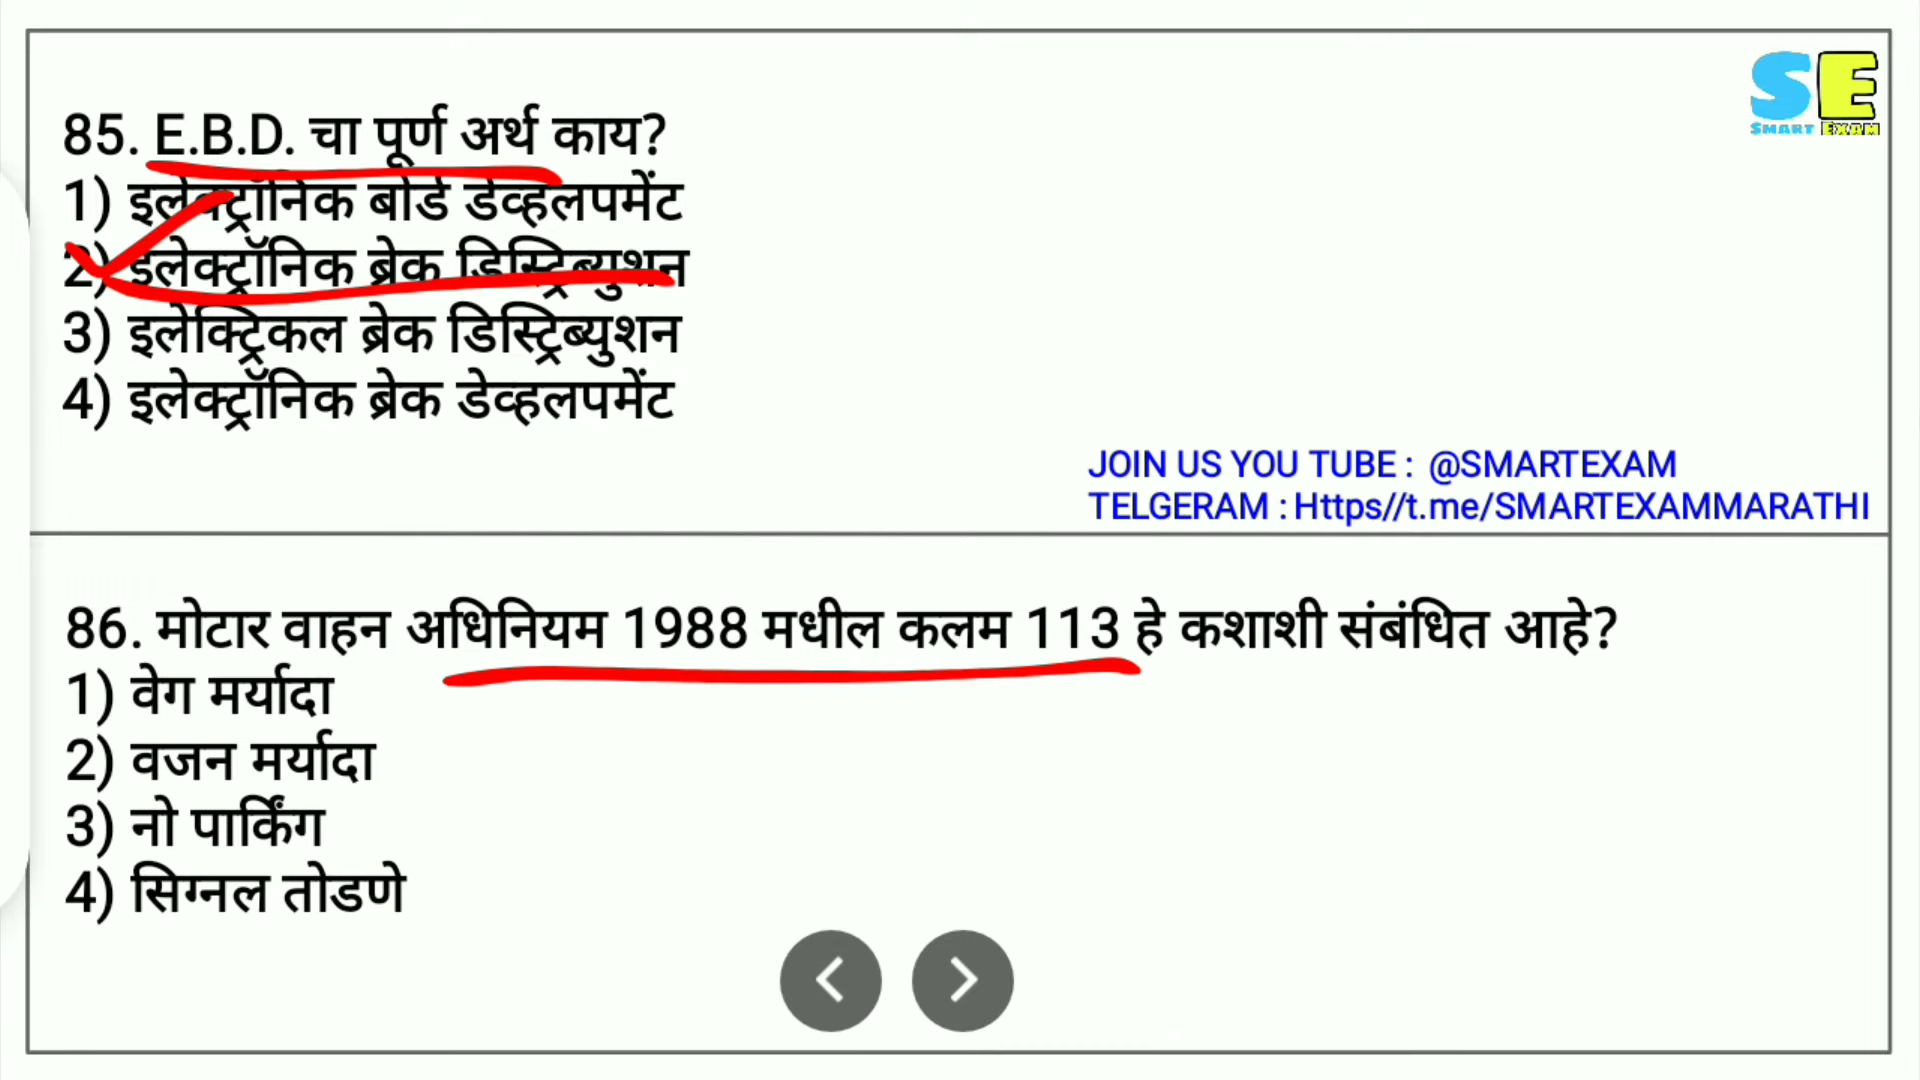 SE
SMART EXAM
85. E.B.D. चा पूर्ण अर्थ काय?
1) इलेक्ट्रॉनिक बोर्ड डेव्हलपमेंट
2) इलेक्ट्रॉनिक ब्रेक डिस्ट्रिब्युशन
3) इलेक्ट्रिकल ब्रेक डिस्ट्रिब्युशन
4) इलेक्ट्रॉनिक ब्रेक डेव्हलपमेंट
JOIN US YOU TUBE : @SMARTEXAM
TELGERAM : Https//t.me/SMARTEXAMMARATHI
86. मोटार वाहन अधिनियम 1988 मधील कलम 113 हे कशाशी संबंधित आहे?
1) वेग मर्यादा
2) वजन मर्यादा
3) नो पार्किंग
4) सिग्नल तोडणे